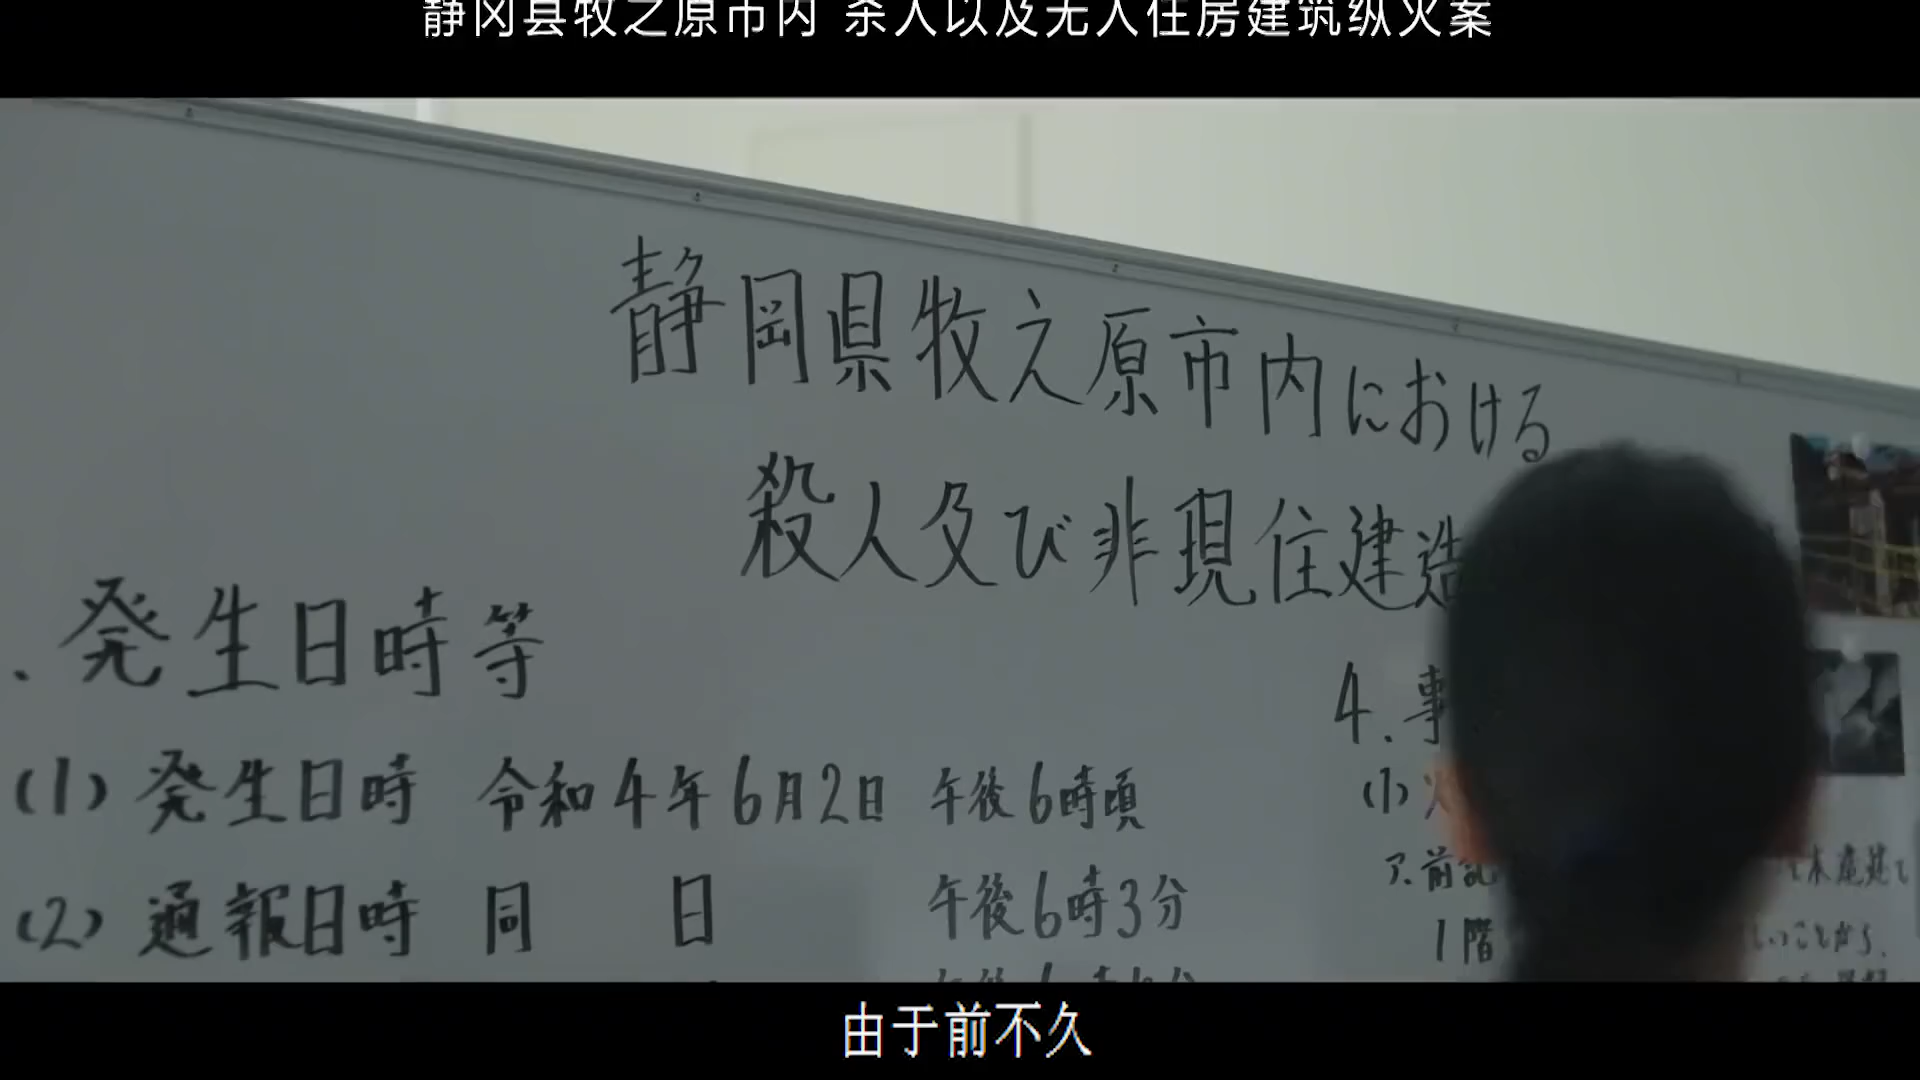 静冈县牧之原市内 杀人以及无人住房建筑纵火案
静岡県牧之原市内における
殺人及び非現住建造
. 発生日時等
(1) 発生日時 令和4年6月2日 午後6時頃
(2) 通報日時 同 日 午後6時3分
4. 事
(1) 火
ア. 前記
1階
由于前不久